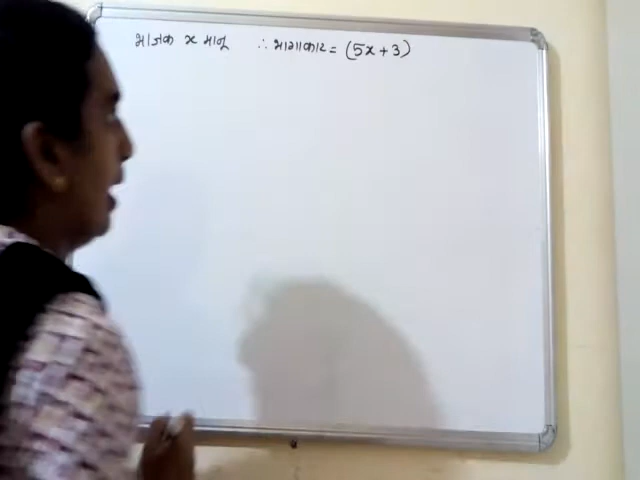 भाजक x मानू ∴ भागाकार = (5x + 3)